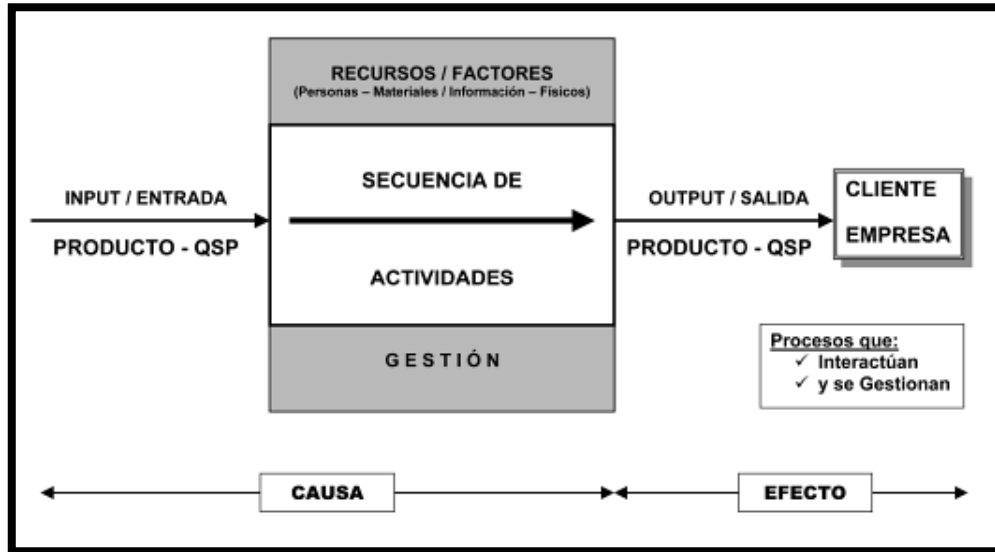 RECURSOS / FACTORES
(Personas – Materiales / Información – Físicos)
INPUT / ENTRADA
PRODUCTO - QSP
SECUENCIA DE
ACTIVIDADES
OUTPUT / SALIDA
PRODUCTO - QSP
CLIENTE
EMPRESA
GESTIÓN
Procesos que:
✓ Interactúan
✓ y se Gestionan
CAUSA
EFECTO